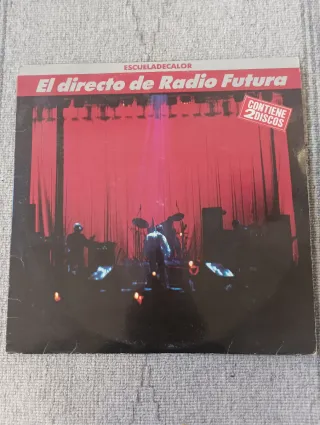 ESCUELADECALOR
El directo de Radio Futura
CONTIENE
2 DISCOS